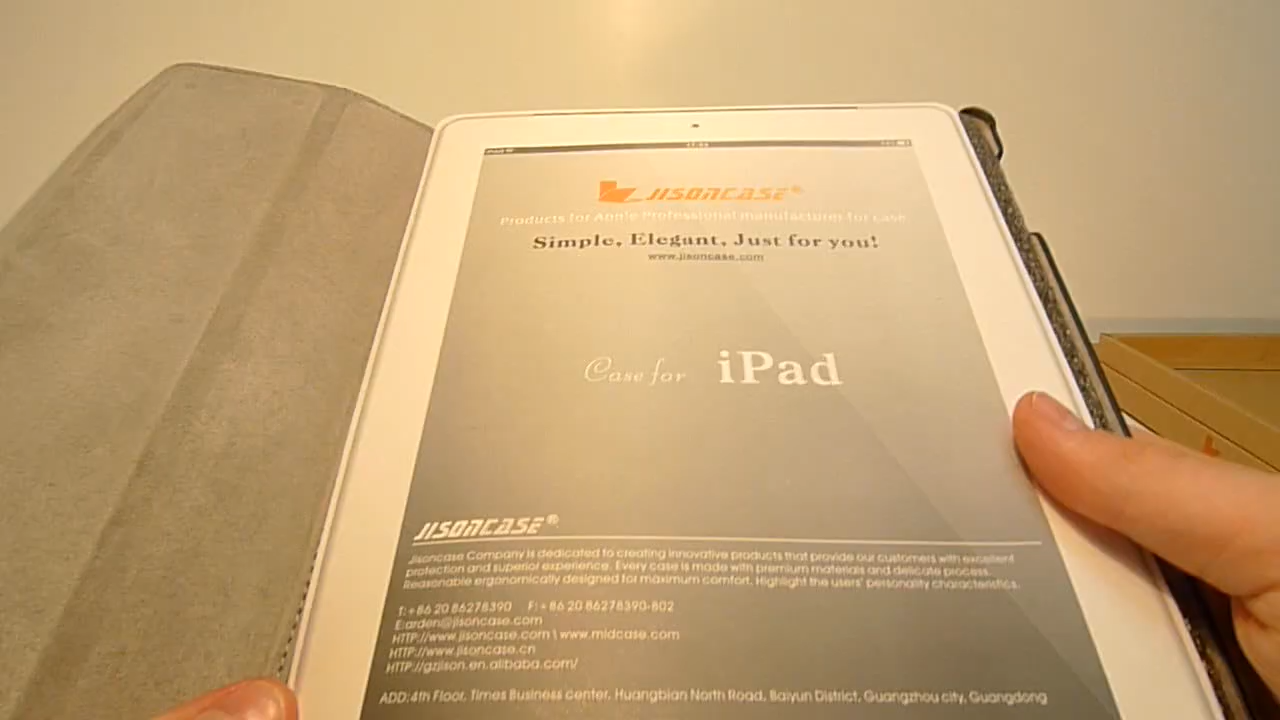 JISONCASE®
Products for Apple Professional manufacturer for case
Simple, Elegant, Just for you!
www.jisoncase.com
Case for iPad
JISONCASE®
Jisoncase Company is dedicated to creating innovative products that provide our customers with excellent
protection and superior experience. Every case is made with premium materials and delicate process.
Reasonable ergonomically designed for maximum comfort. Highlight the users' personality characteristics.
T:+86 20 86278390 F:+86 20 86278390-802
E:arden@jisoncase.com
HTTP://www.jisoncase.com \ www.midcase.com
HTTP://www.jisoncase.cn
HTTP://gzjison.en.alibaba.com/
ADD:4th Floor, Times Business center, Huangbian North Road, Baiyun District, Guangzhou city, Guangdong